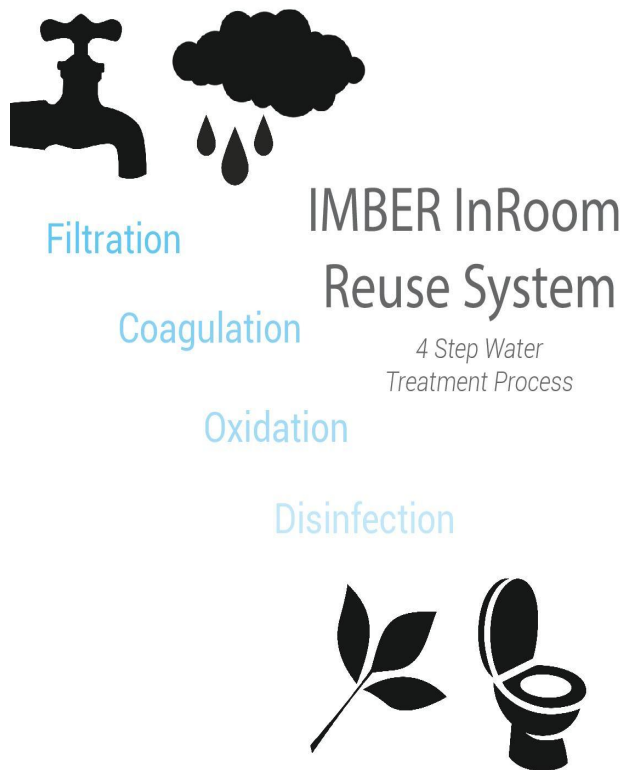 IMBER InRoom
Reuse System
4 Step Water
Treatment Process
Filtration
Coagulation
Oxidation
Disinfection